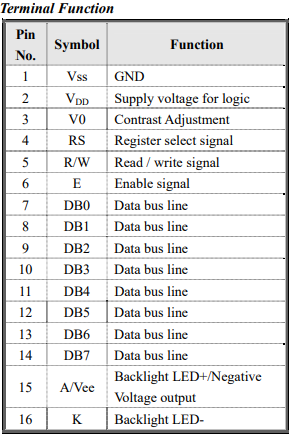 Terminal Function
Pin No. Symbol Function
1 Vss GND
2 VDD Supply voltage for logic
3 V0 Contrast Adjustment
4 RS Register select signal
5 R/W Read / write signal
6 E Enable signal
7 DB0 Data bus line
8 DB1 Data bus line
9 DB2 Data bus line
10 DB3 Data bus line
11 DB4 Data bus line
12 DB5 Data bus line
13 DB6 Data bus line
14 DB7 Data bus line
15 A/Vee Backlight LED+/Negative
Voltage output
16 K Backlight LED-